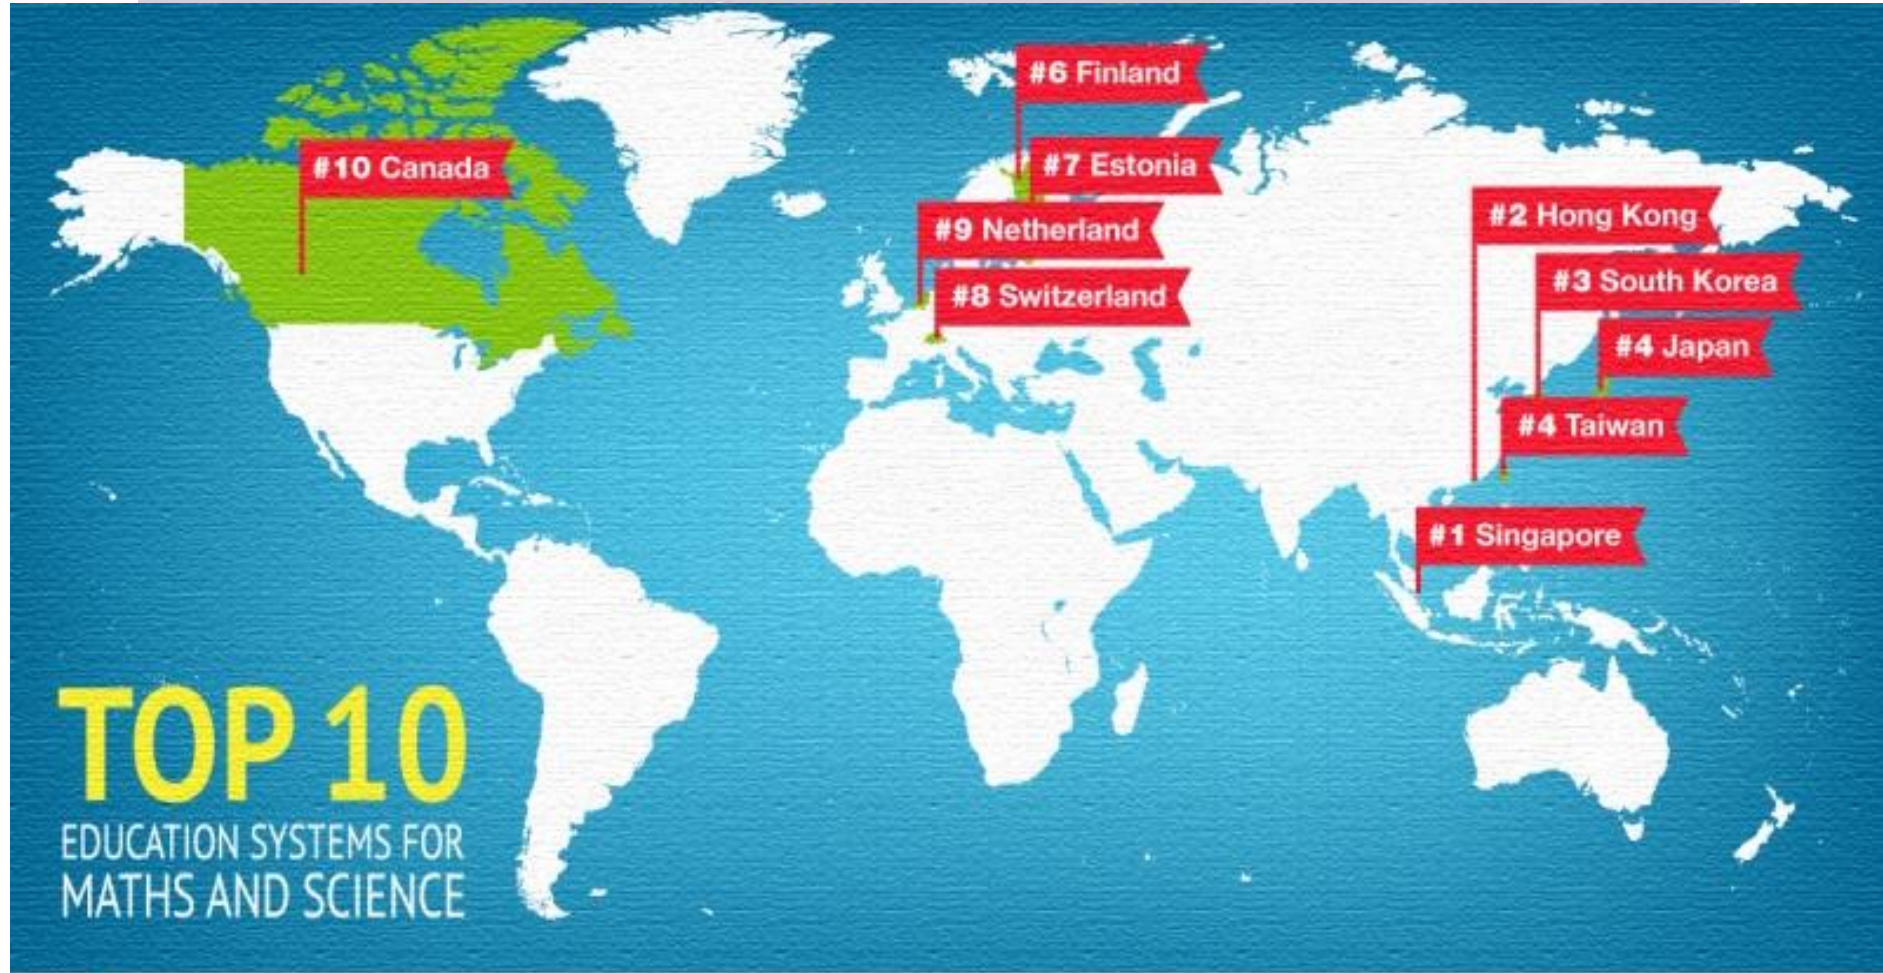 #6 Finland
#10 Canada
#7 Estonia
#2 Hong Kong
#9 Netherland
#3 South Korea
#8 Switzerland
#4 Japan
#4 Taiwan
#1 Singapore
TOP 10
EDUCATION SYSTEMS FOR
MATHS AND SCIENCE